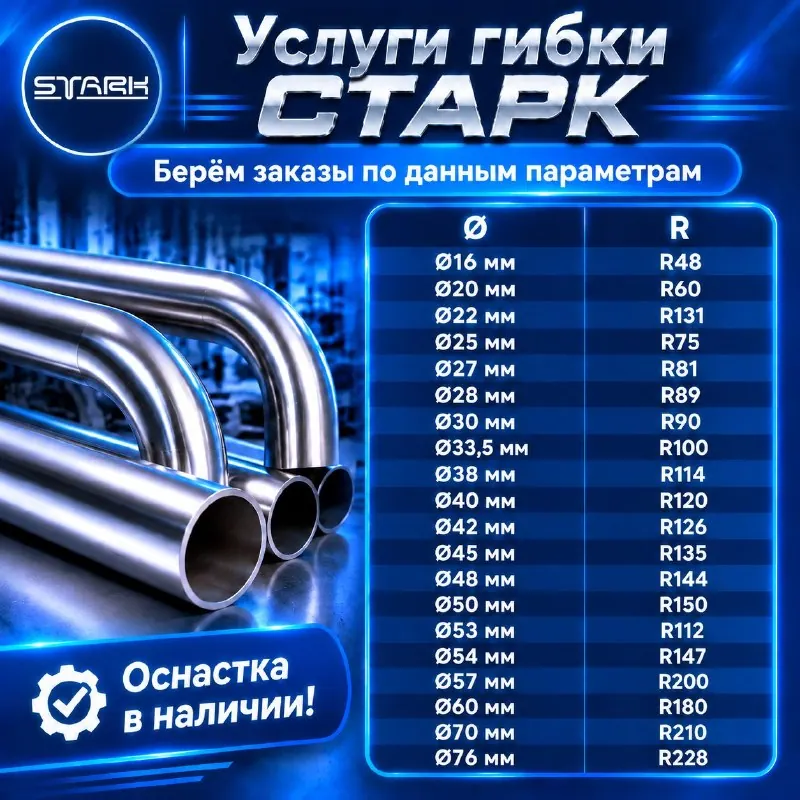 STARK
Услуги гибки
СТАРК
Берём заказы по данным параметрам
Ø R
Ø16 мм R48
Ø20 мм R60
Ø22 мм R131
Ø25 мм R75
Ø27 мм R81
Ø28 мм R89
Ø30 мм R90
Ø33,5 мм R100
Ø38 мм R114
Ø40 мм R120
Ø42 мм R126
Ø45 мм R135
Ø48 мм R144
Ø50 мм R150
Ø53 мм R112
Ø54 мм R147
Ø57 мм R200
Ø60 мм R180
Ø70 мм R210
Ø76 мм R228
Оснастка
в наличии!